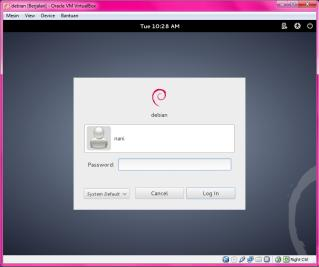 debian [Berjalan] - Oracle VM VirtualBox
Mesin View Device Bantuan
Tue 10:28 AM
debian
nani
Password:
System Default
Cancel
Log In
Right Ctrl